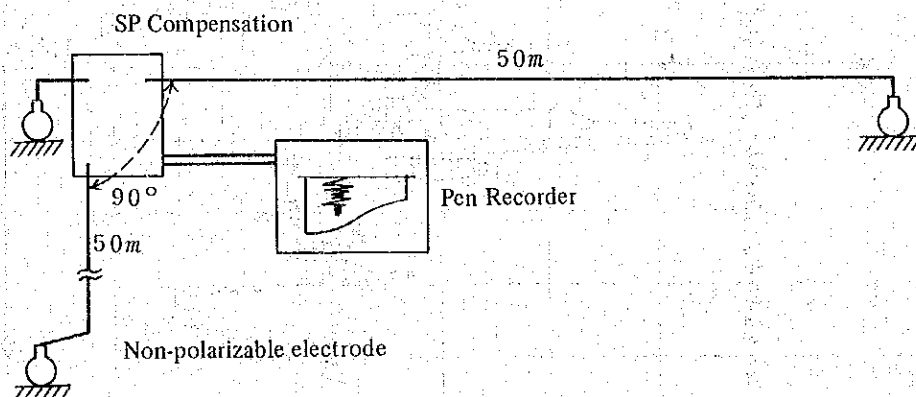 SP Compensation
50m
90°
Pen Recorder
50m
Non-polarizable electrode